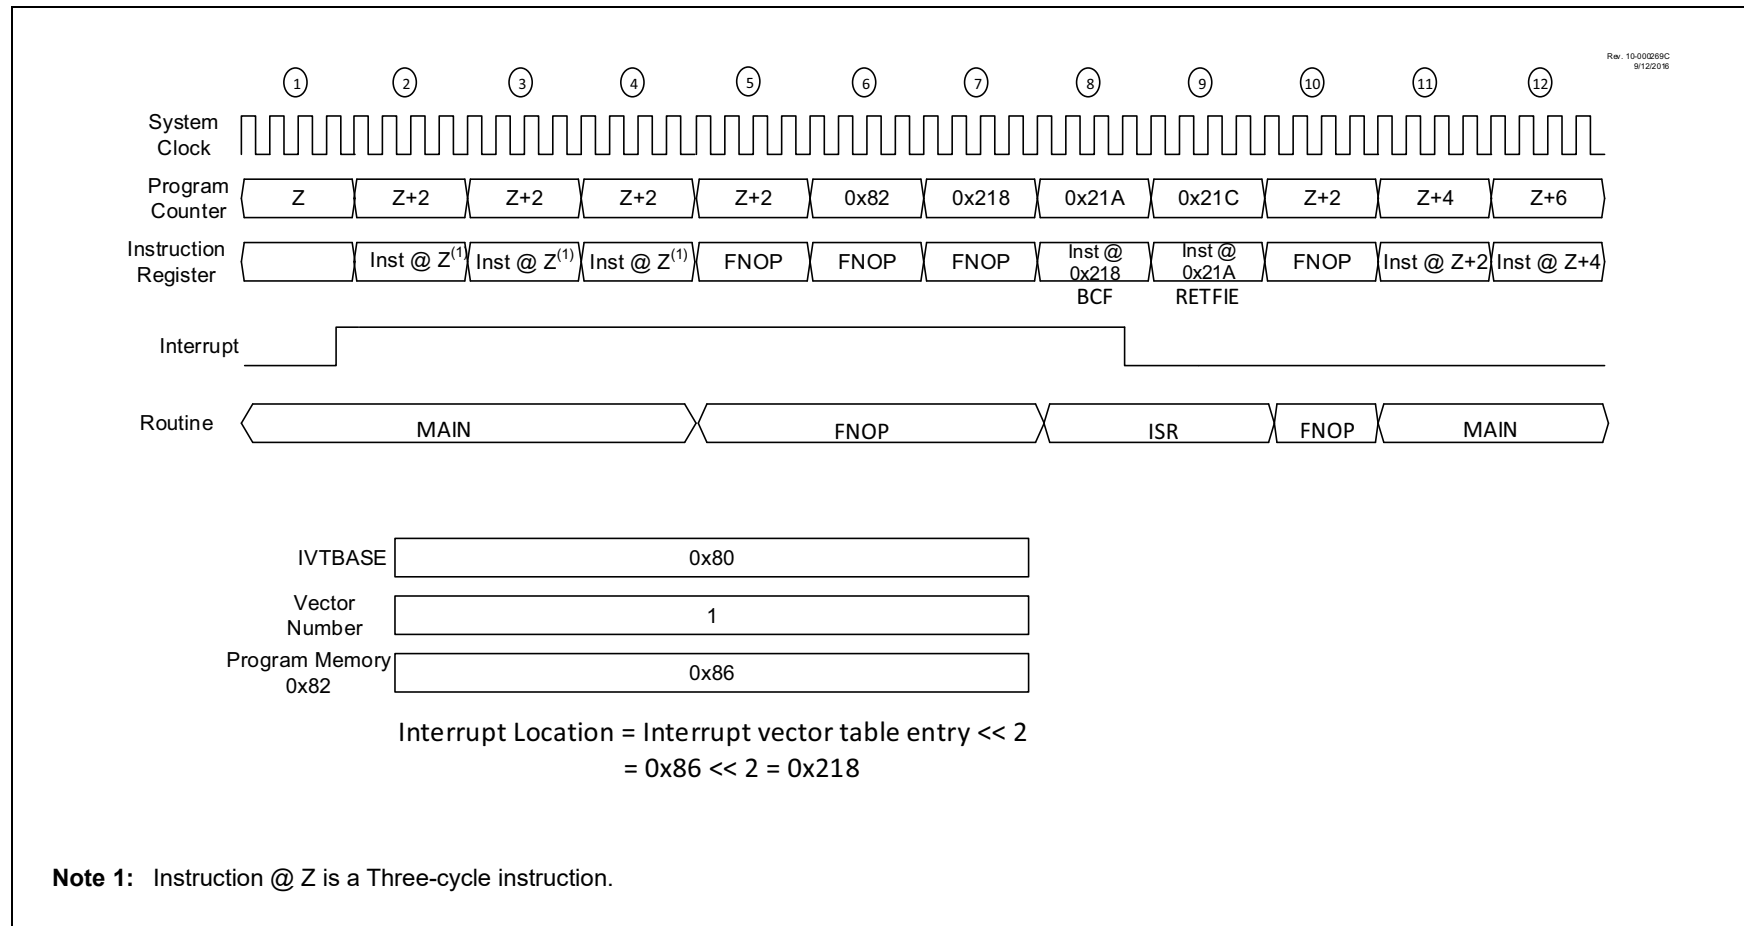 Rev. 10-000269C
9/12/2016
1 2 3 4 5 6 7 8 9 10 11 12
System
Clock
Program
Counter
Z Z+2 Z+2 Z+2 Z+2 0x82 0x218 0x21A 0x21C Z+2 Z+4 Z+6
Instruction
Register
Inst @ Z(1) Inst @ Z(1) Inst @ Z(1) FNOP FNOP FNOP
Inst @
0x218
BCF
Inst @
0x21A
RETFIE
FNOP Inst @ Z+2 Inst @ Z+4
Interrupt
Routine MAIN FNOP ISR FNOP MAIN
IVTBASE 0x80
Vector
Number
1
Program Memory
0x82
0x86
Interrupt Location = Interrupt vector table entry << 2
= 0x86 << 2 = 0x218
Note 1: Instruction @ Z is a Three-cycle instruction.